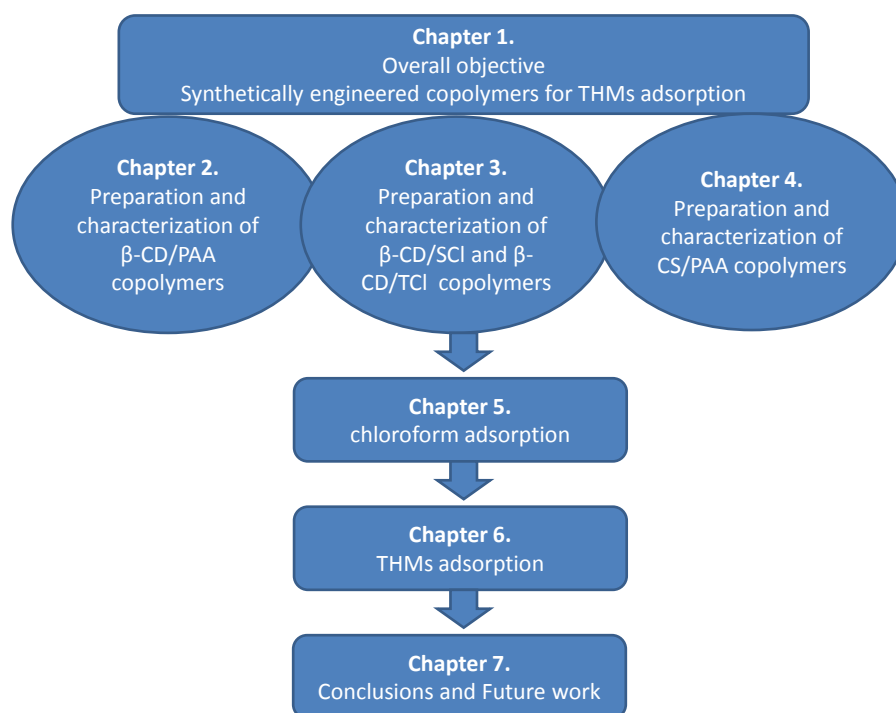 Chapter 1.
Overall objective
Synthetically engineered copolymers for THMs adsorption
Chapter 2.
Preparation and
characterization of
β-CD/PAA
copolymers
Chapter 3.
Preparation and
characterization of
β-CD/SCl and β-
CD/TCl copolymers
Chapter 4.
Preparation and
characterization of
CS/PAA copolymers
Chapter 5.
chloroform adsorption
Chapter 6.
THMs adsorption
Chapter 7.
Conclusions and Future work